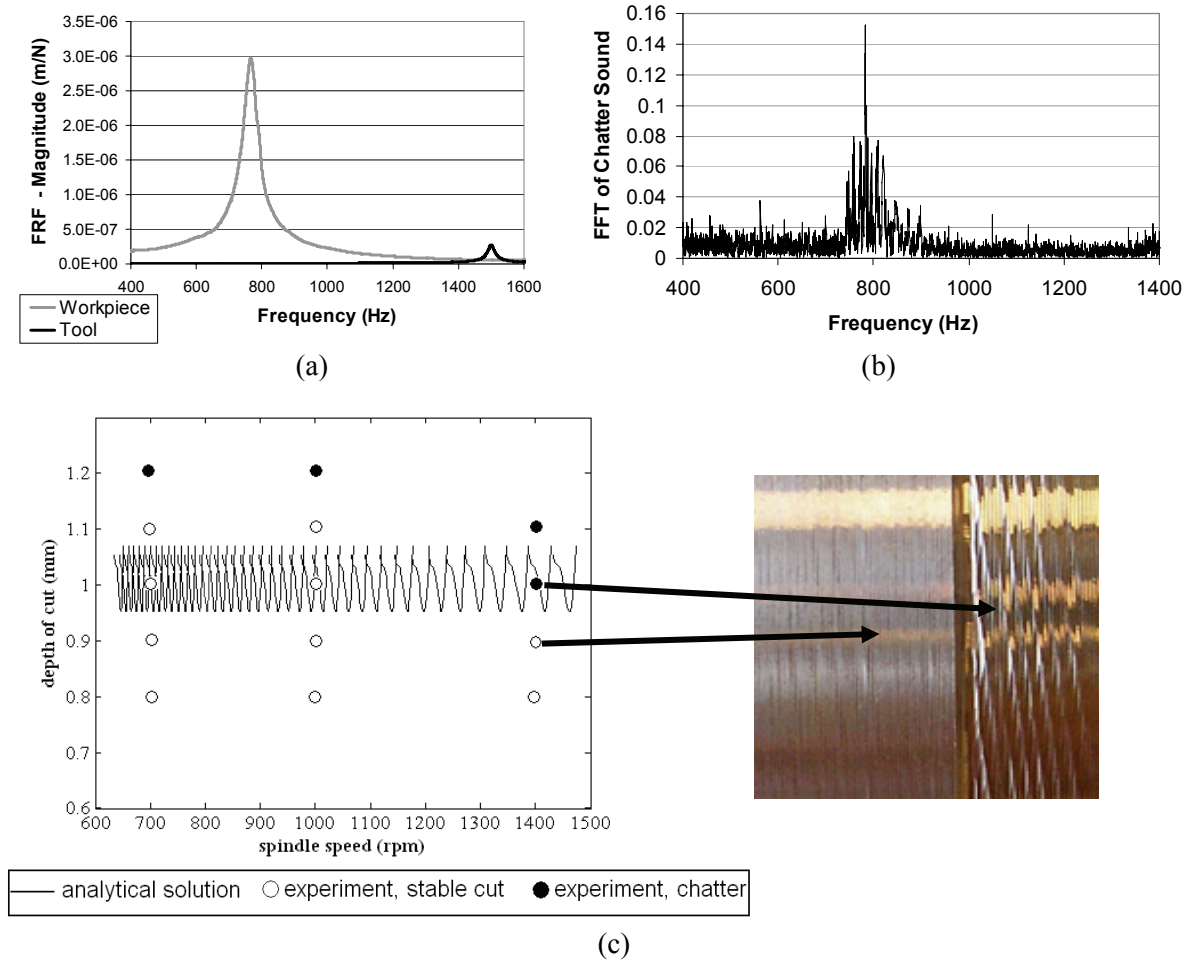 3.5E-06
3.0E-06
2.5E-06
2.0E-06
1.5E-06
1.0E-06
5.0E-07
0.0E+00
FRF - Magnitude (m/N)
400 600 800 1000 1200 1400 1600
Frequency (Hz)
Workpiece
Tool
(a)
0.16
0.14
0.12
0.1
0.08
0.06
0.04
0.02
0
FFT of Chatter Sound
400 600 800 1000 1200 1400
Frequency (Hz)
(b)
1.2
1.1
1
0.9
0.8
0.7
0.6
depth of cut (mm)
600 700 800 900 1000 1100 1200 1300 1400 1500
spindle speed (rpm)
analytical solution experiment, stable cut experiment, chatter
(c)